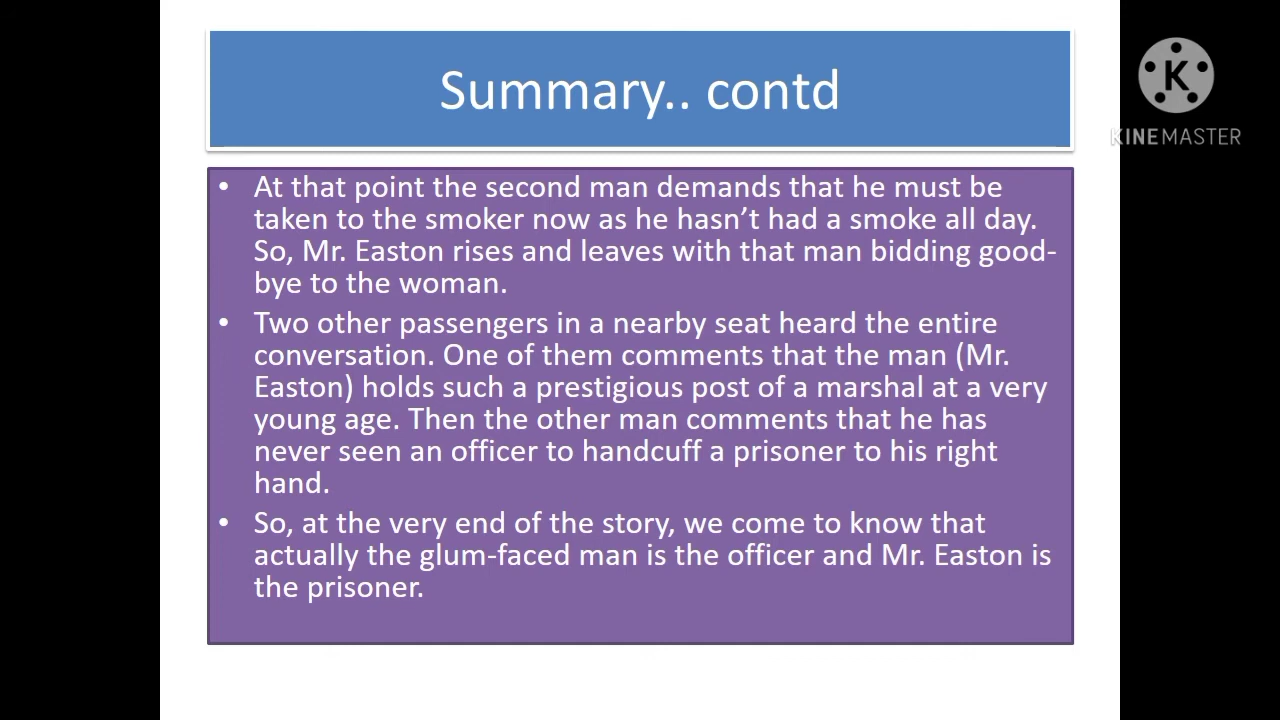 Summary.. contd
• At that point the second man demands that he must be
taken to the smoker now as he hasn’t had a smoke all day.
So, Mr. Easton rises and leaves with that man bidding good-
bye to the woman.
• Two other passengers in a nearby seat heard the entire
conversation. One of them comments that the man (Mr.
Easton) holds such a prestigious post of a marshal at a very
young age. Then the other man comments that he has
never seen an officer to handcuff a prisoner to his right
hand.
• So, at the very end of the story, we come to know that
actually the glum-faced man is the officer and Mr. Easton is
the prisoner.
K
KINEMASTER